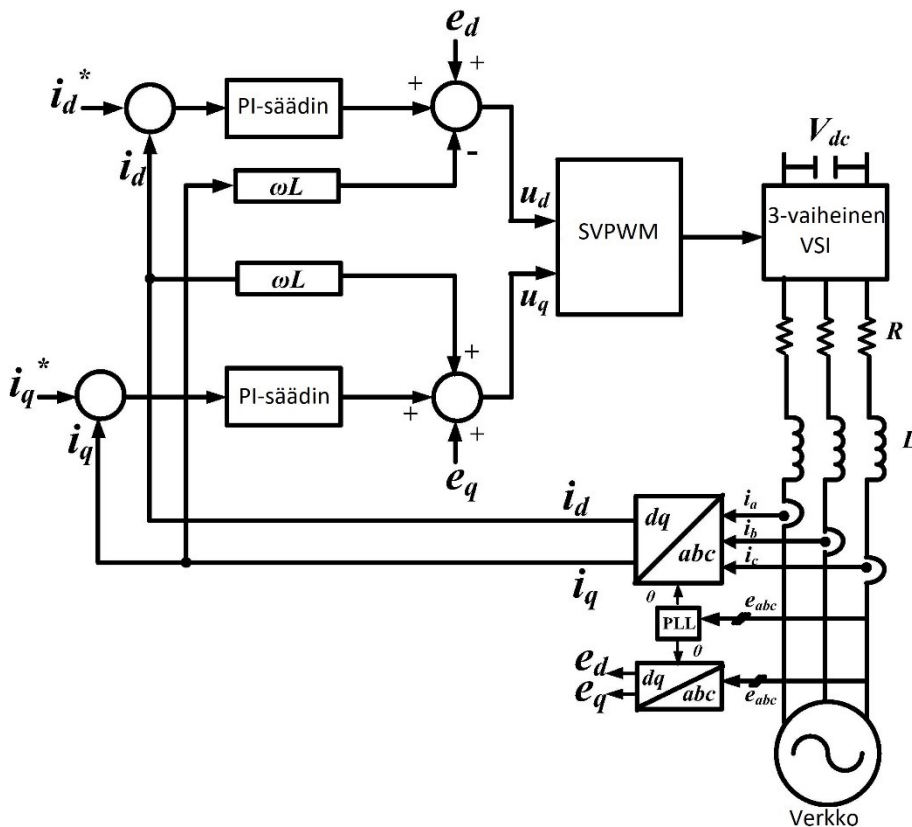 e_d
+
i_d*
PI-säädin
+
-
i_d
ωL
V_dc
3-vaiheinen
VSI
u_d
SVPWM
ωL
u_q
R
+
i_q*
PI-säädin
+
+
i_q
e_q
L
i_d
dq
abc
i_a
i_b
i_c
i_q
θ
PLL
e_abc
θ
e_d
e_q
dq
abc
e_abc
Verkko